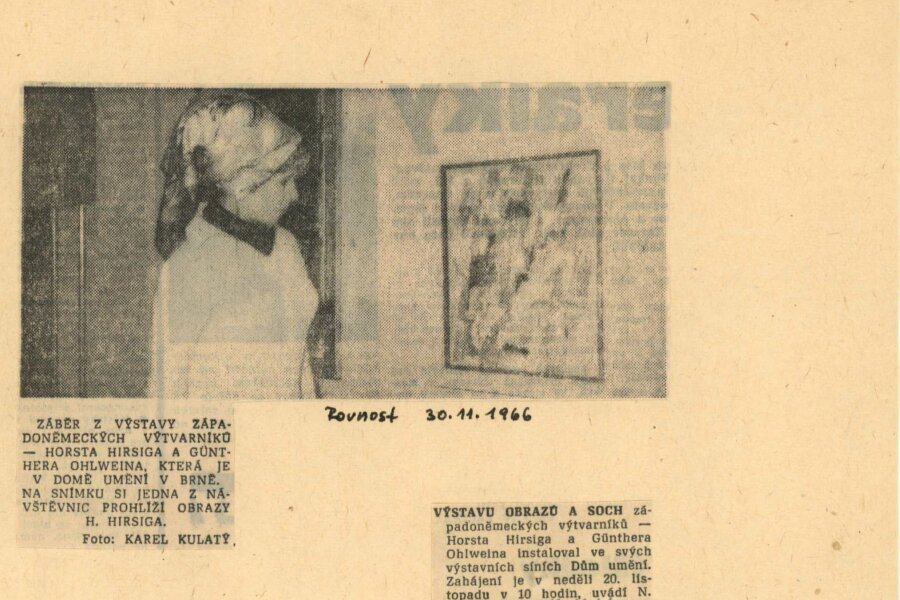 Rovnost 30.11.1966
ZÁBĚR Z VÝSTAVY ZÁPA-
DONĚMECKÝCH VÝTVARNÍKŮ
— HORSTA HIRSIGA A GÜNT-
HERA OHLWEINA, KTERÁ JE
V DOMĚ UMĚNÍ V BRNĚ.
NA SNÍMKU SI JEDNA Z NÁ-
VŠTĚVNIC PROHLÍŽÍ OBRAZY
H. HIRSIGA.
Foto: KAREL KULATÝ.
VÝSTAVU OBRAZŮ A SOCH zá-
padoněmeckých výtvarníků —
Horsta Hirsiga a Günthera
Ohlweina instaloval ve svých
výstavních síních Dům umění.
Zahájení je v neděli 20. lis-
topadu v 10 hodin, uvádí N.